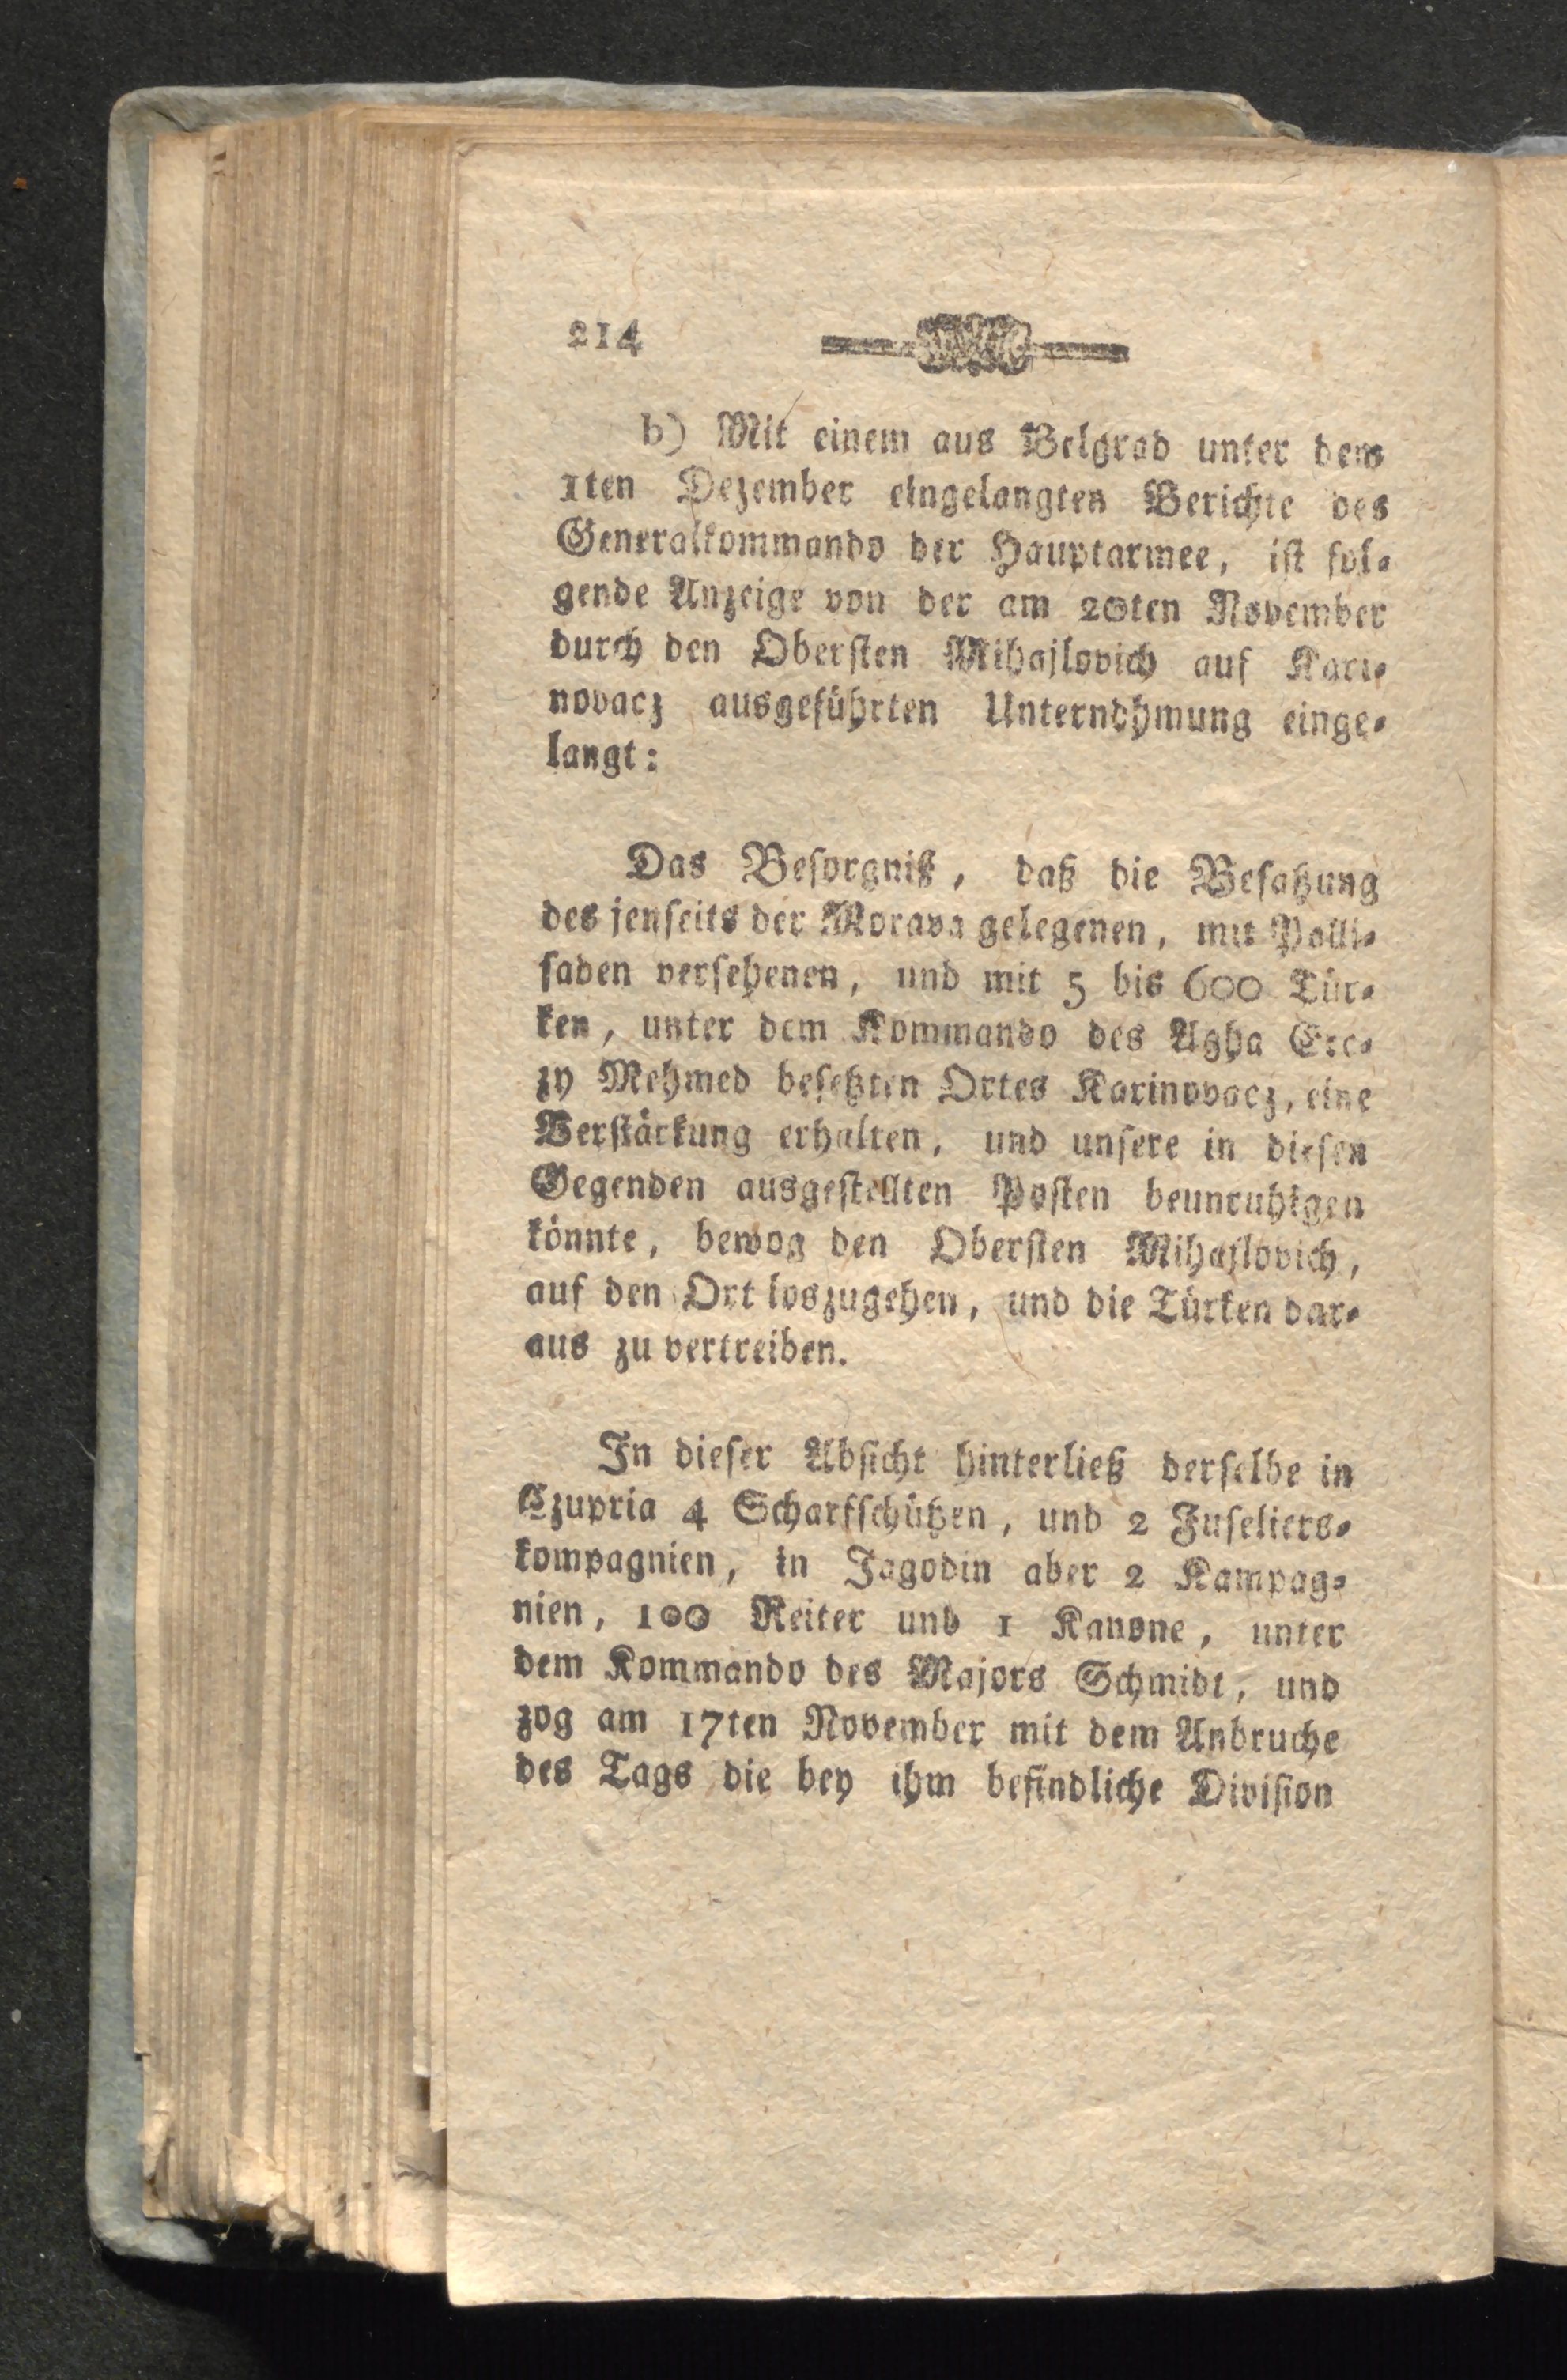 214
b) Mit einem aus Belgrad unter dem
1ten Dezember eingelangten Berichte des
Generalkommando der Hauptarmee, ist fol-
gende Anzeige von der am 20ten November
durch den Obersten Mihajlovich auf Kari-
novacz ausgeführten Unternöhmung einge-
langt:
Das Besorgniß, daß die Besatzung
des jenseits der Morava gelegenen, mit Palli-
saden versehenen, und mit 5 bis 600 Tür-
ken, unter dem Kommando des Agha Ere-
zy Mehmed besetzten Ortes Karinovacz, eine
Verstärkung erhalten, und unsere in diesen
Gegenden ausgestellten Posten beunruhigen
könnte, bewog den Obersten Mihajlovich,
auf den Ort loszugehen, und die Türken dar-
aus zu vertreiben.
In dieser Absicht hinterließ derselbe in
Czupria 4 Scharfschützen, und 2 Fuseliers-
kompagnien, in Jagodin aber 2 Kampag-
nien, 100 Reiter und 1 Kanone, unter
dem Kommando des Majors Schmidt, und
zog am 17ten November mit dem Anbruche
des Tags die bey ihm befindliche Division